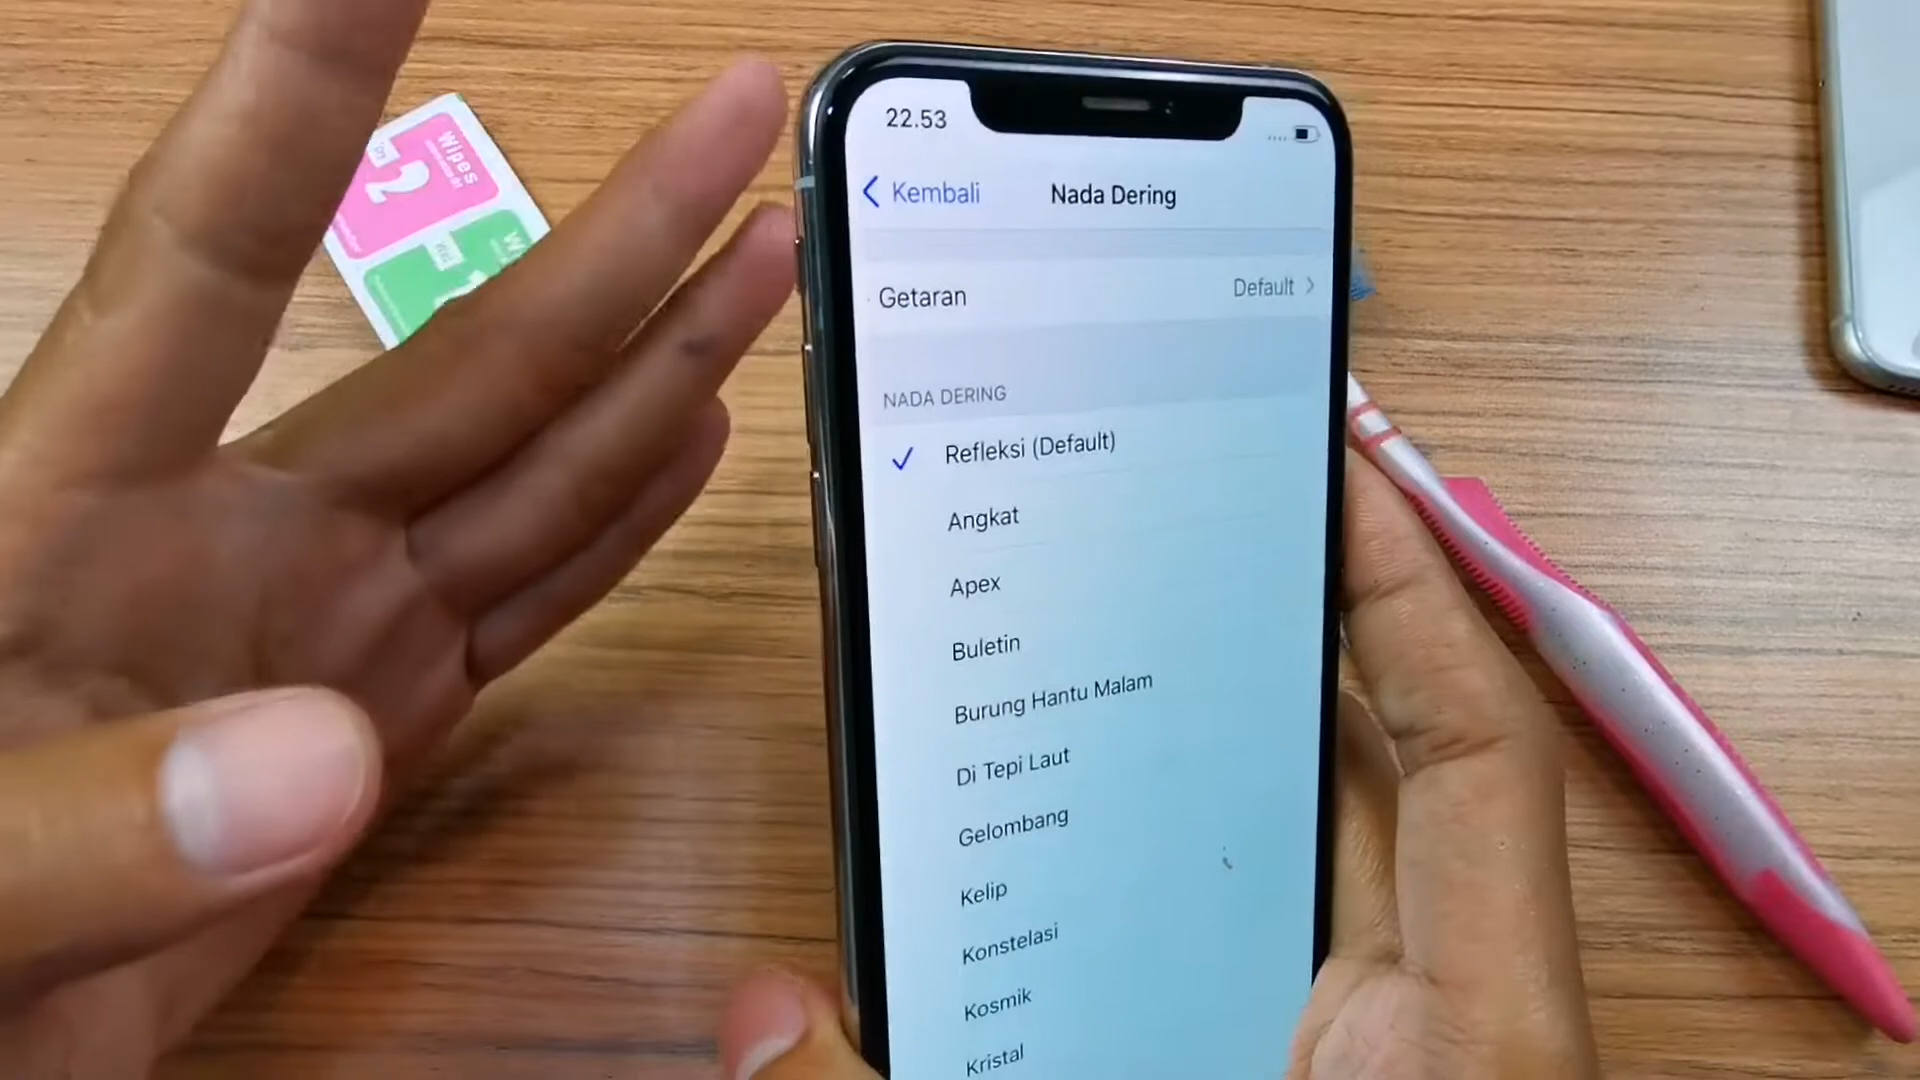 Wipes
2
22.53
Kembali
Nada Dering
Getaran
Default
NADA DERING
Refleksi (Default)
Angkat
Apex
Buletin
Burung Hantu Malam
Di Tepi Laut
Gelombang
Kelip
Konstelasi
Kosmik
Kristal